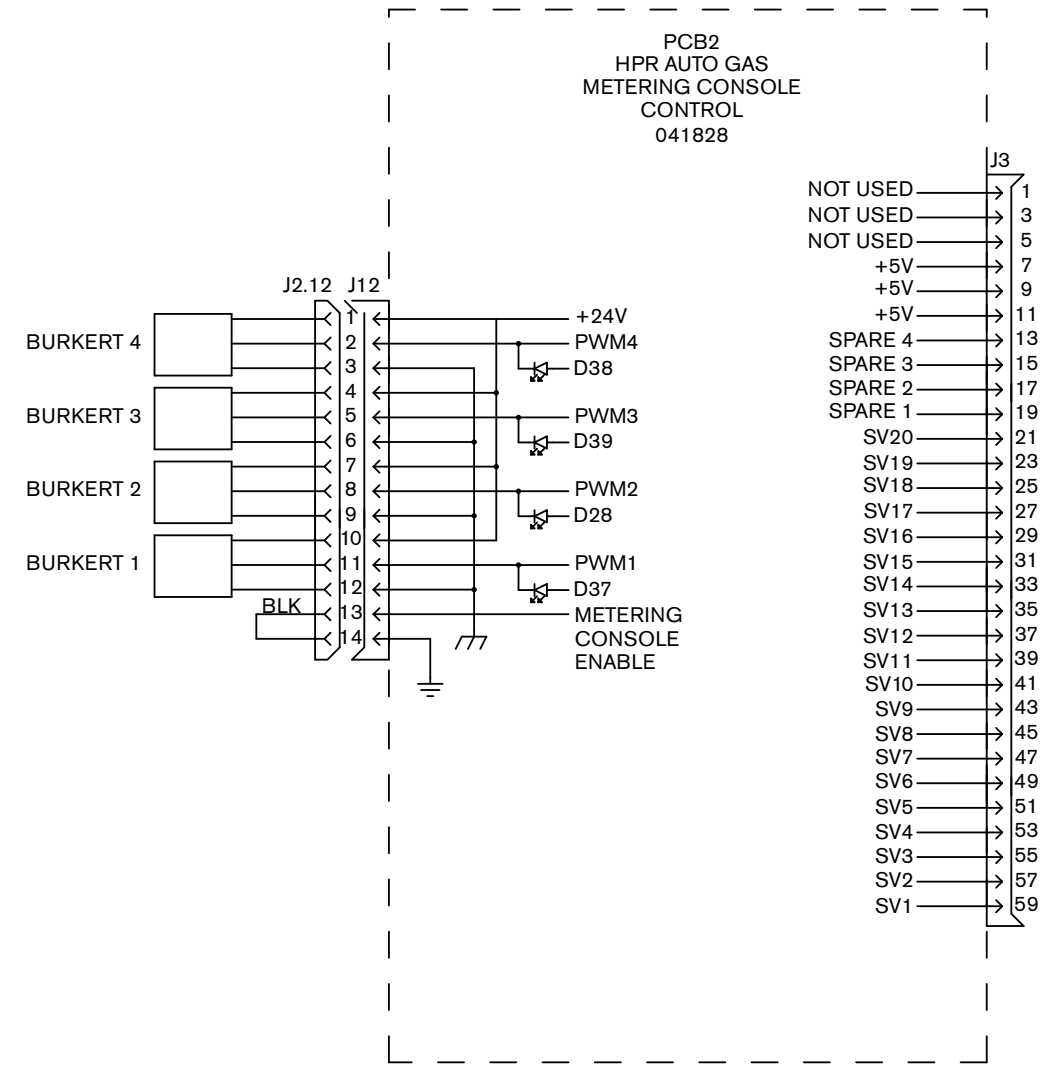 PCB2
HPR AUTO GAS
METERING CONSOLE
CONTROL
041828
J3
NOT USED 1
NOT USED 3
NOT USED 5
+5V 7
+5V 9
+5V 11
SPARE 4 13
SPARE 3 15
SPARE 2 17
SPARE 1 19
SV20 21
SV19 23
SV18 25
SV17 27
SV16 29
SV15 31
SV14 33
SV13 35
SV12 37
SV11 39
SV10 41
SV9 43
SV8 45
SV7 47
SV6 49
SV5 51
SV4 53
SV3 55
SV2 57
SV1 59
J2.12 J12
1 +24V
BURKERT 4 2 PWM4
3 D38
4
BURKERT 3 5 PWM3
6 D39
7
BURKERT 2 8 PWM2
9 D28
10
BURKERT 1 11 PWM1
12 D37
BLK 13 METERING
14 CONSOLE
ENABLE